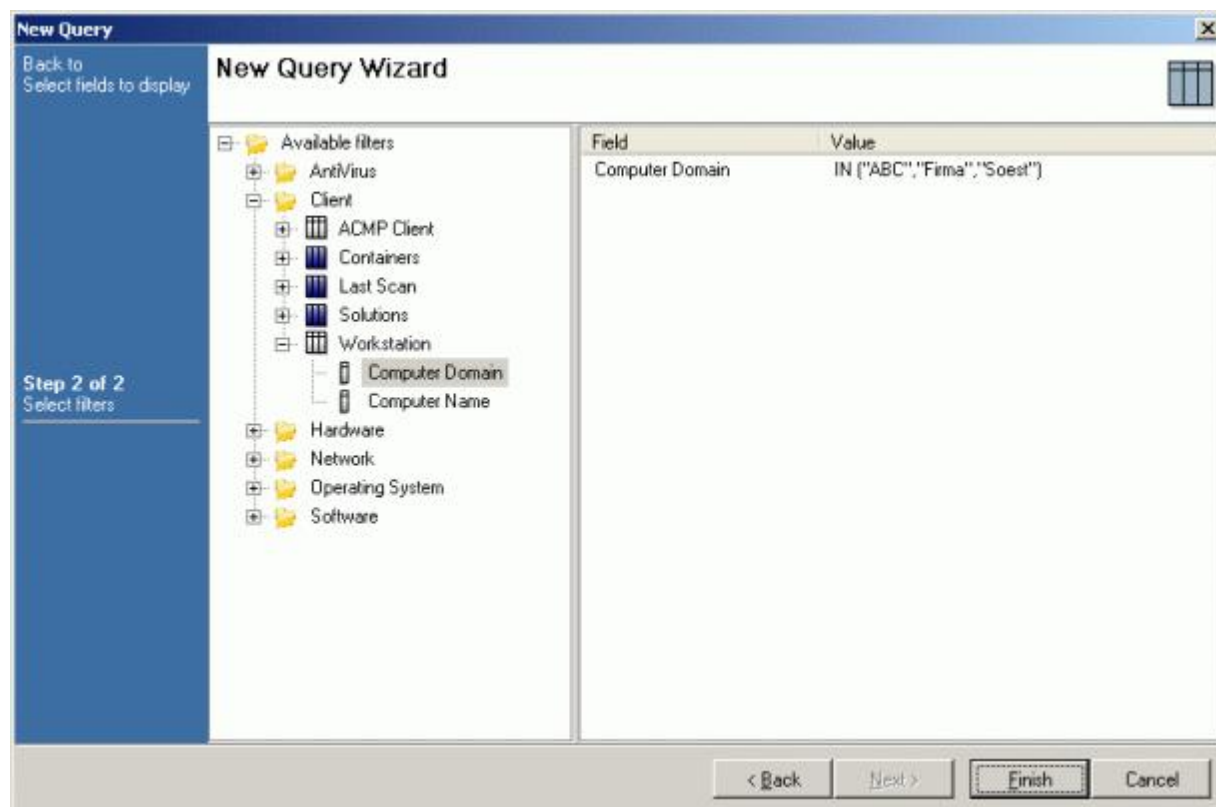 New Query
Back to
Select fields to display
New Query Wizard
Available filters
AntiVirus
Client
ACMP Client
Containers
Last Scan
Solutions
Workstation
Computer Domain
Computer Name
Hardware
Network
Operating System
Software
Field Value
Computer Domain IN ("ABC","Firma","Soest")
Step 2 of 2
Select filters
< Back Next > Finish Cancel